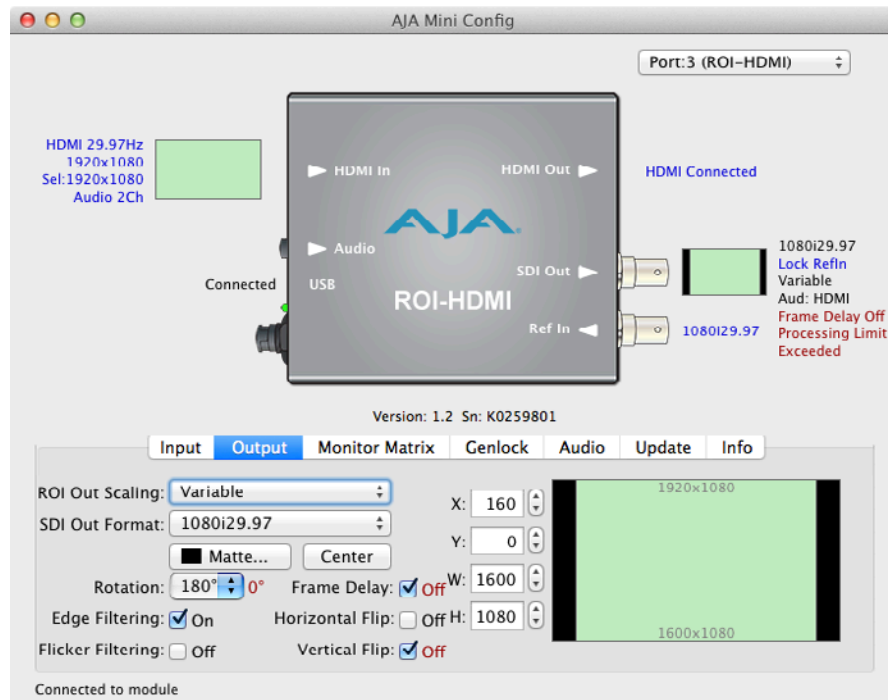 AJA Mini Config
Port:3 (ROI-HDMI)
HDMI 29.97Hz
1920x1080
Sel:1920x1080
Audio 2Ch
HDMI In
HDMI Out
HDMI Connected
AJA
Audio
Connected
USB
SDI Out
ROI-HDMI
Ref In
1080i29.97
Lock RefIn
Variable
Aud: HDMI
Frame Delay Off
Processing Limit
Exceeded
1080I29.97
Version: 1.2 Sn: K0259801
Input Output Monitor Matrix Genlock Audio Update Info
ROI Out Scaling: Variable
SDI Out Format: 1080i29.97
Matte... Center
Rotation: 180° 0° Frame Delay: Off
Edge Filtering: On Horizontal Flip: Off
Flicker Filtering: Off Vertical Flip: Off
X: 160
Y: 0
W: 1600
H: 1080
1920x1080
1600x1080
Connected to module